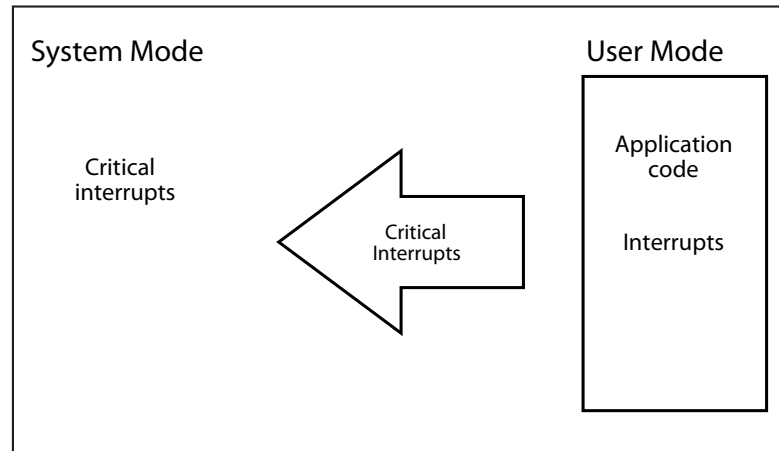 System Mode
User Mode
Critical
interrupts
Critical
Interrupts
Application
code
Interrupts